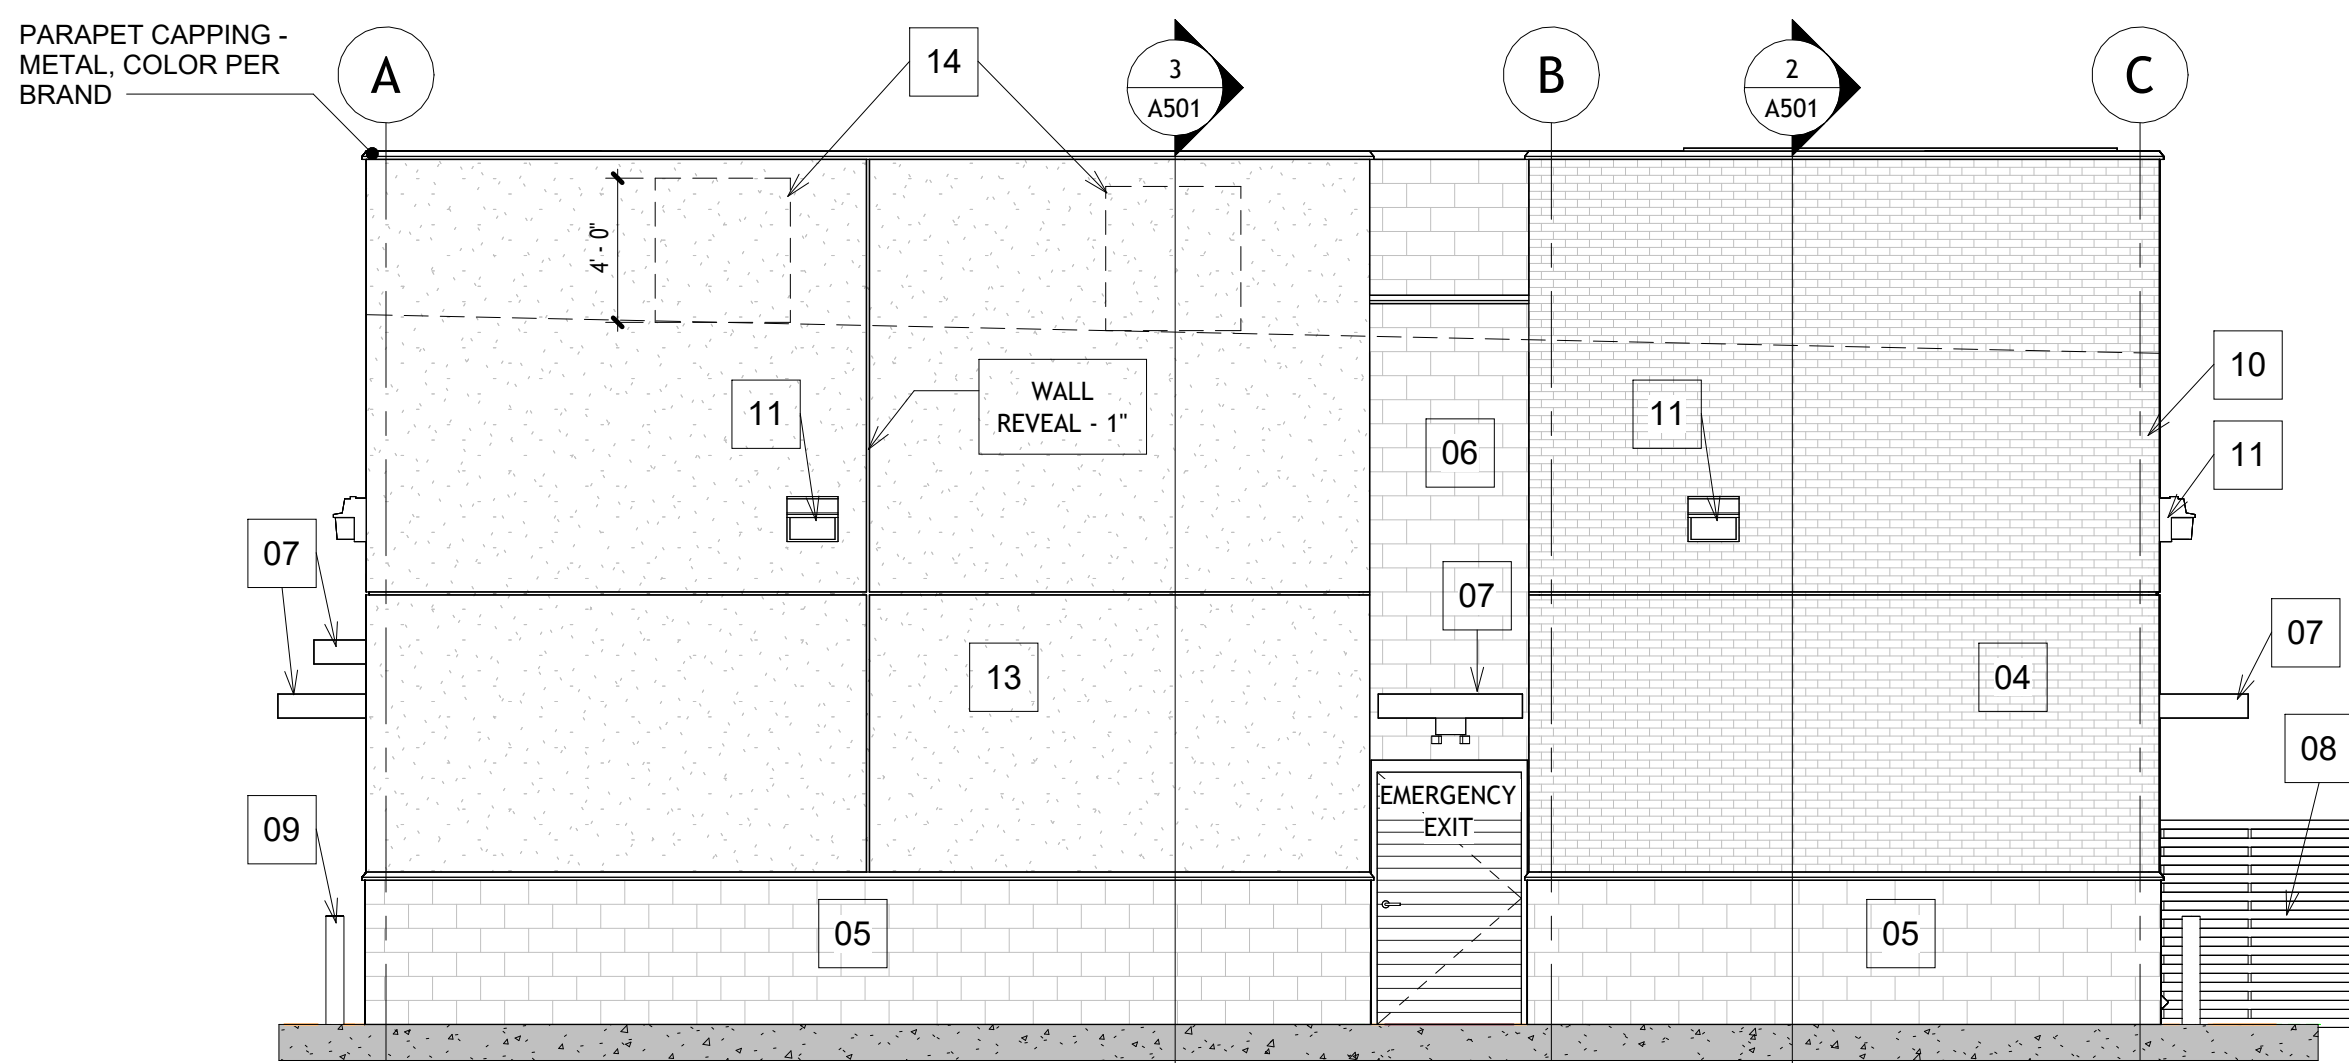 PARAPET CAPPING -
METAL, COLOR PER
BRAND
A
14
3
A501
B
2
A501
C
4' - 0"
WALL
REVEAL - 1"
11
06
11
10
11
07
07
07
13
04
08
EMERGENCY
EXIT
09
05
05